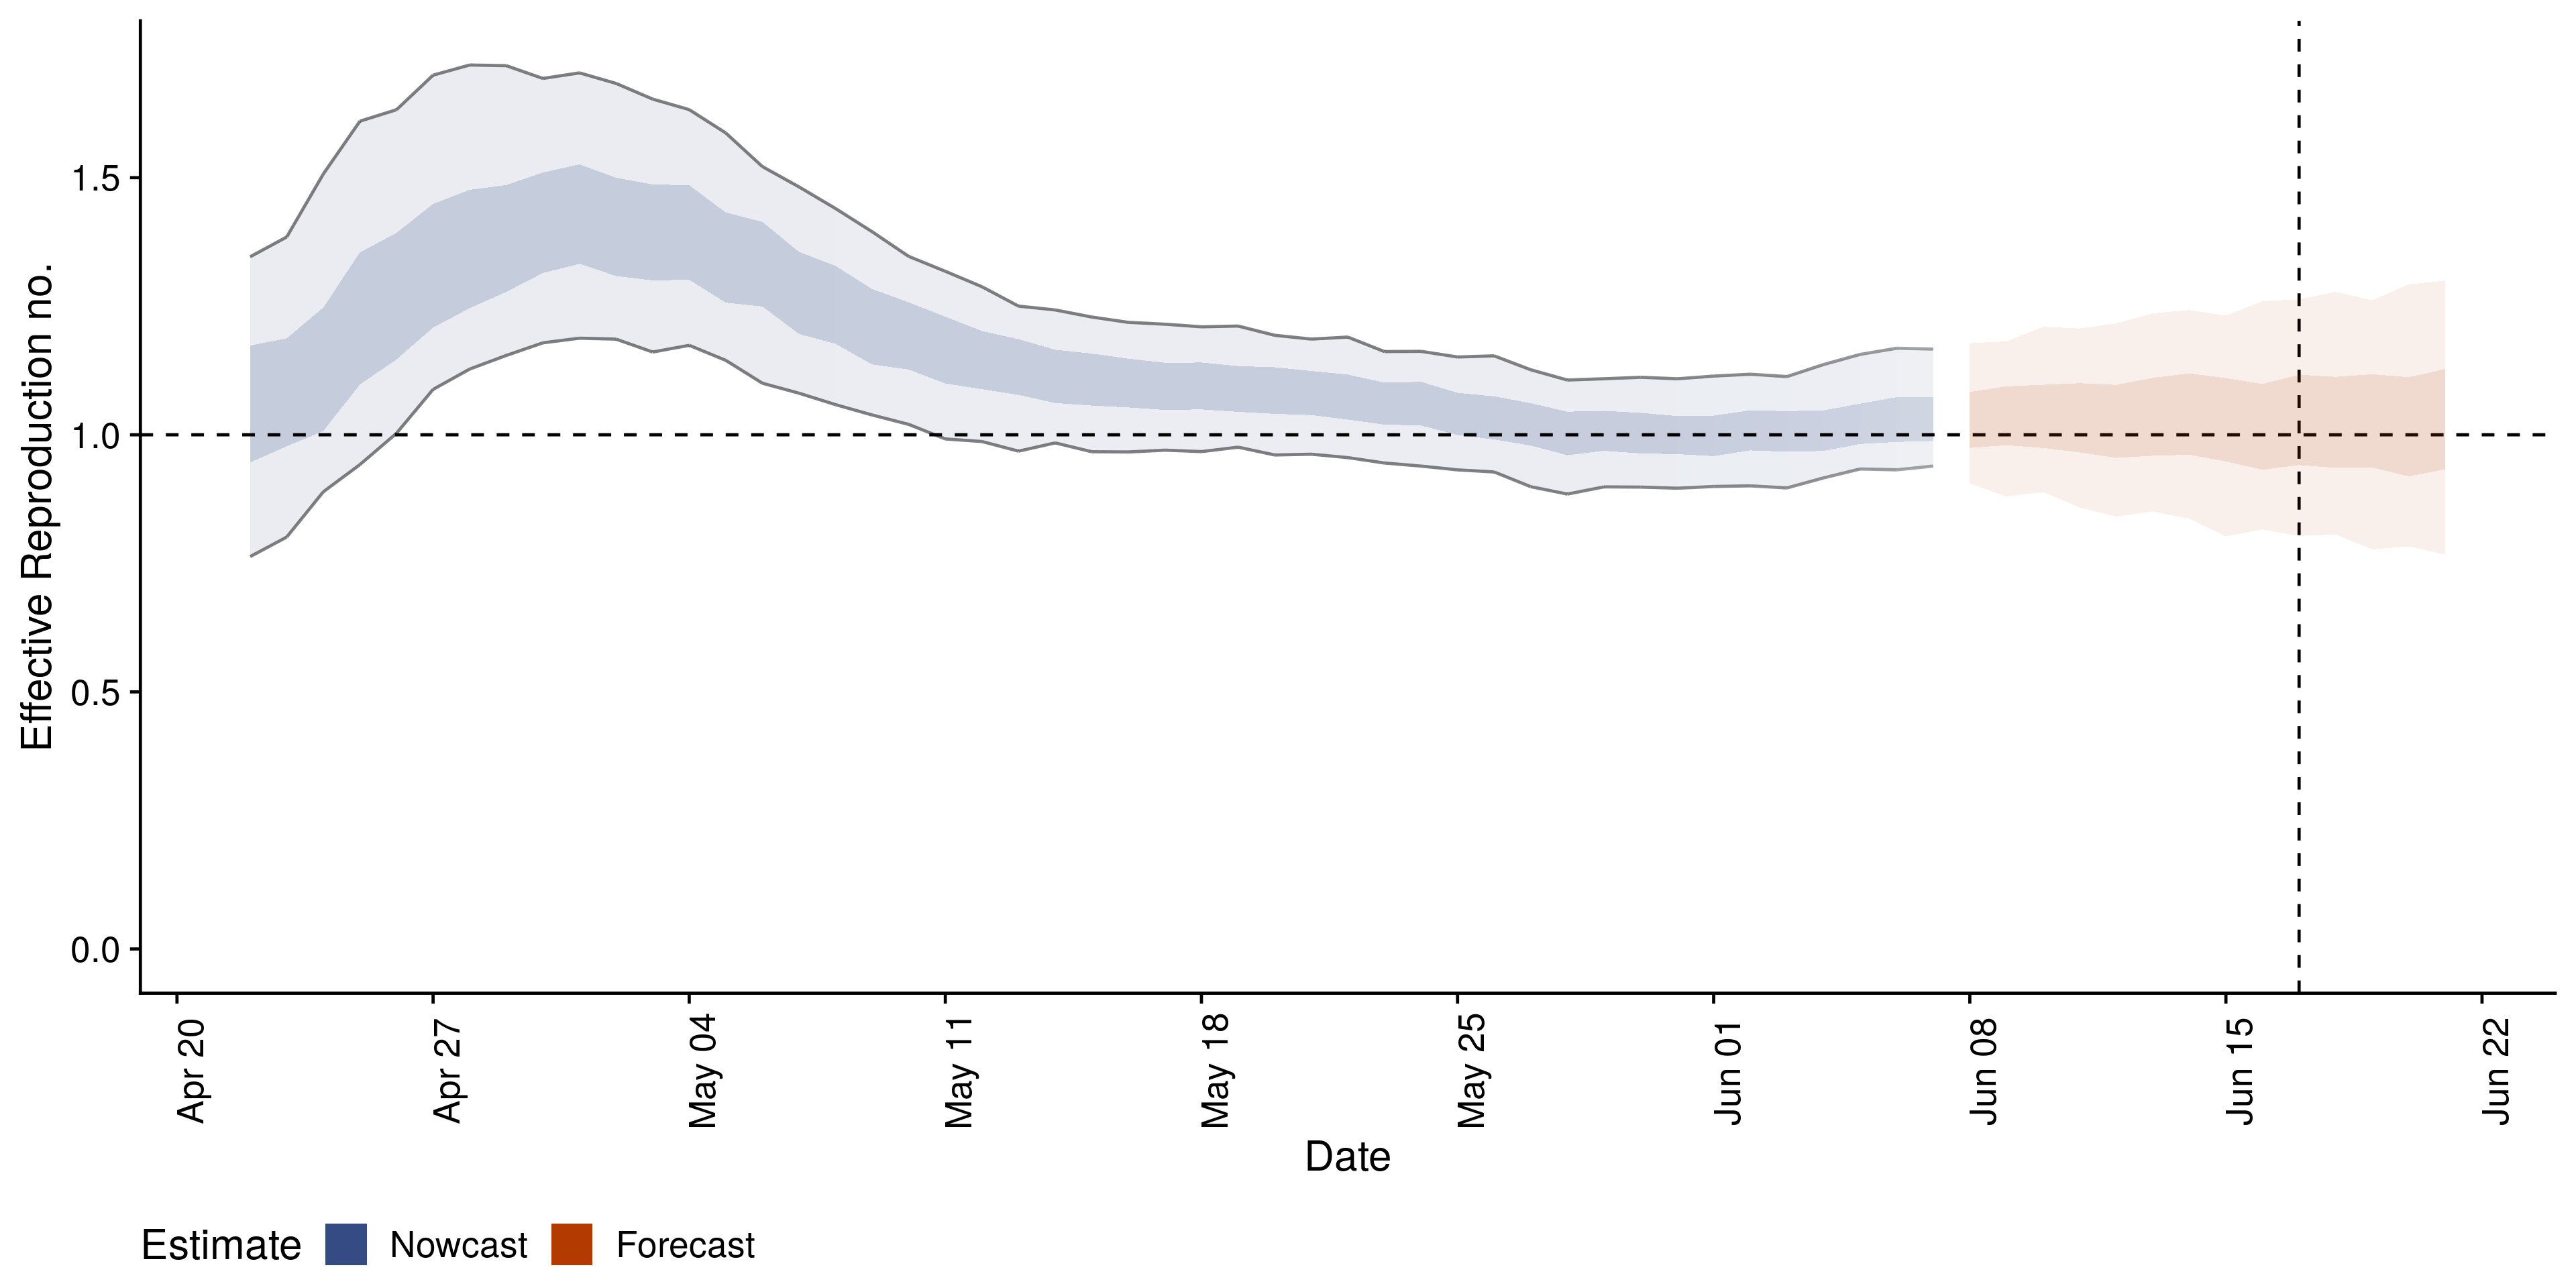 Effective Reproduction no.
1.5
1.0
0.5
0.0
Apr 20
Apr 27
May 04
May 11
May 18
May 25
Jun 01
Jun 08
Jun 15
Jun 22
Date
Estimate Nowcast Forecast